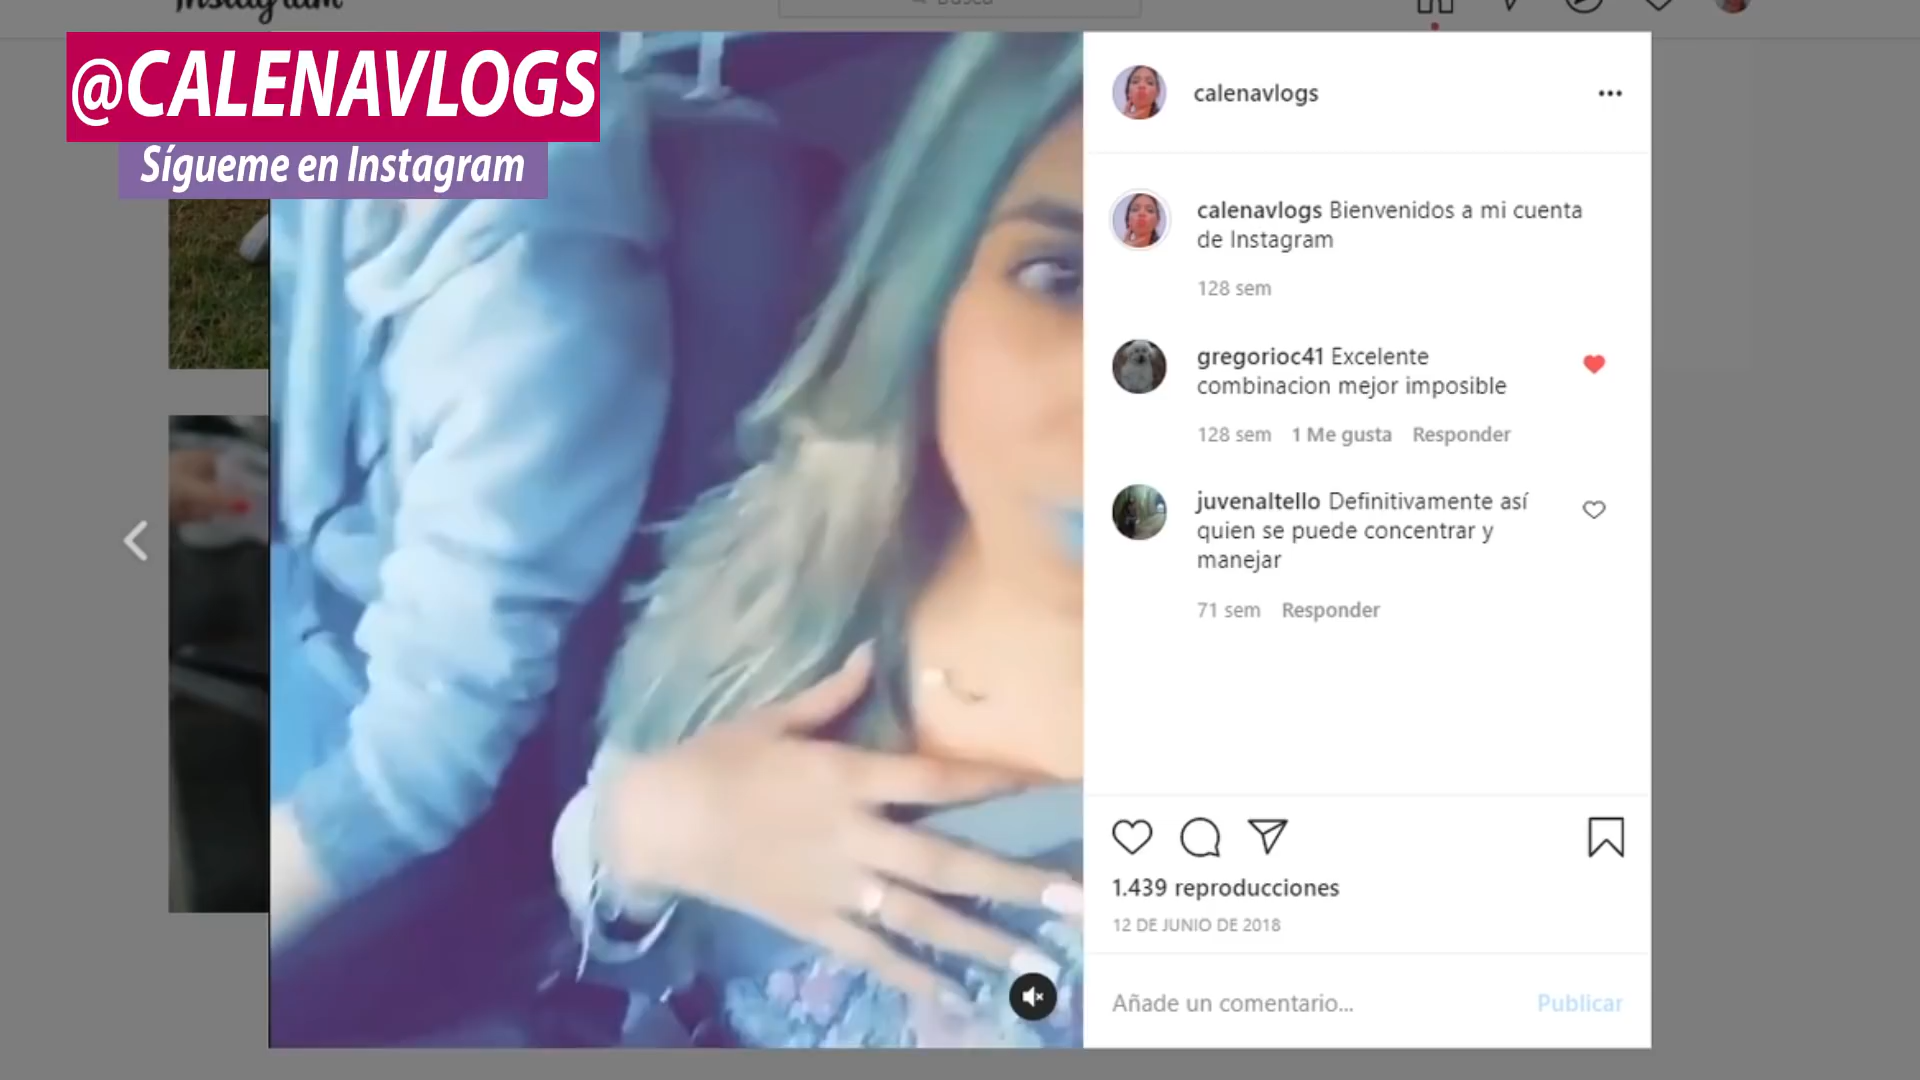 Instagram
Busca
@CALENAVLOGS
Sígueme en Instagram
calenavlogs
calenavlogs Bienvenidos a mi cuenta
de Instagram
128 sem
gregorioc41 Excelente
combinacion mejor imposible
128 sem 1 Me gusta Responder
juvenaltello Definitivamente así
quien se puede concentrar y
manejar
71 sem Responder
1.439 reproducciones
12 DE JUNIO DE 2018
Añade un comentario... Publicar